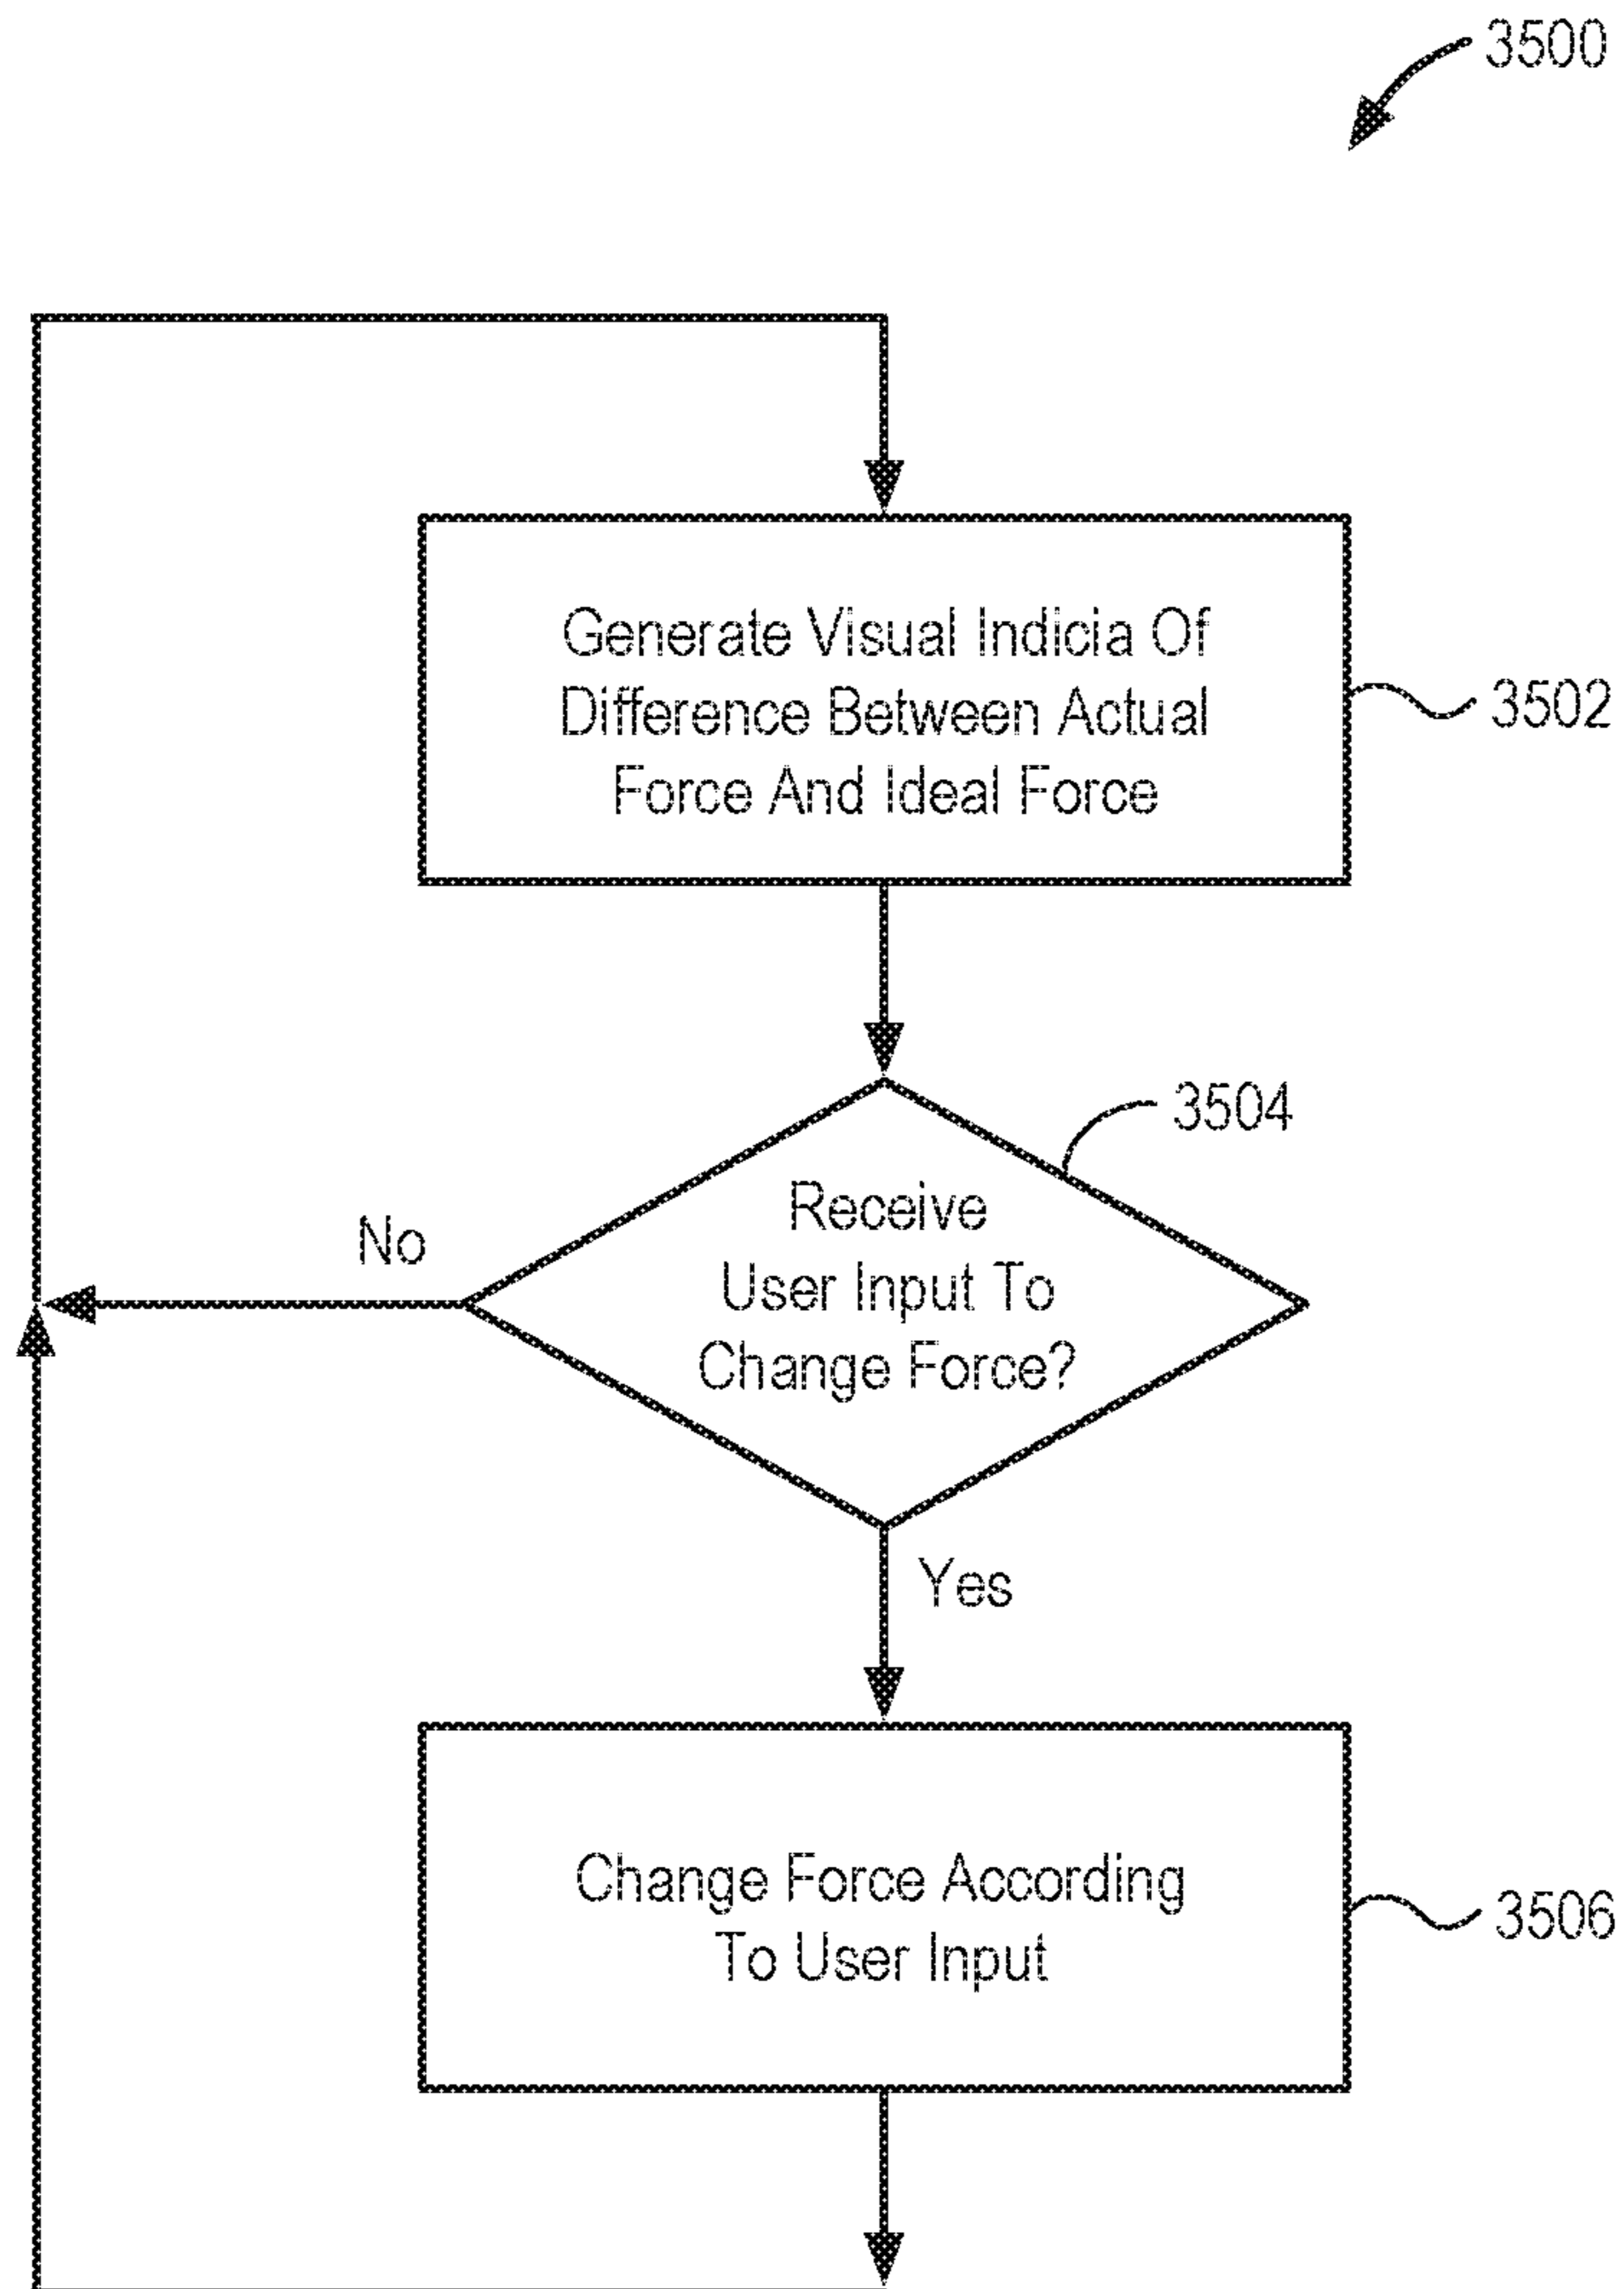 3500
Generate Visual Indicia Of
Difference Between Actual
Force And Ideal Force
3502
3504
Receive
User Input To
Change Force?
No
Yes
Change Force According
To User Input
3506